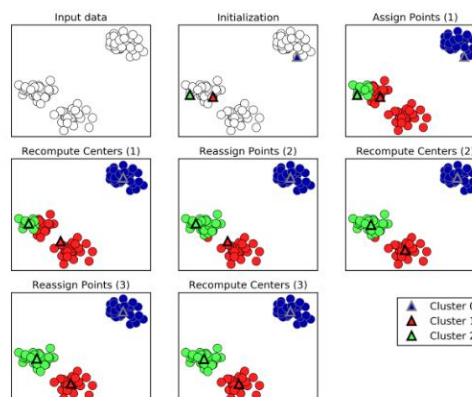 Input data
Initialization
Assign Points (1)
Recompute Centers (1)
Reassign Points (2)
Recompute Centers (2)
Reassign Points (3)
Recompute Centers (3)
Cluster
Cluster
Cluster